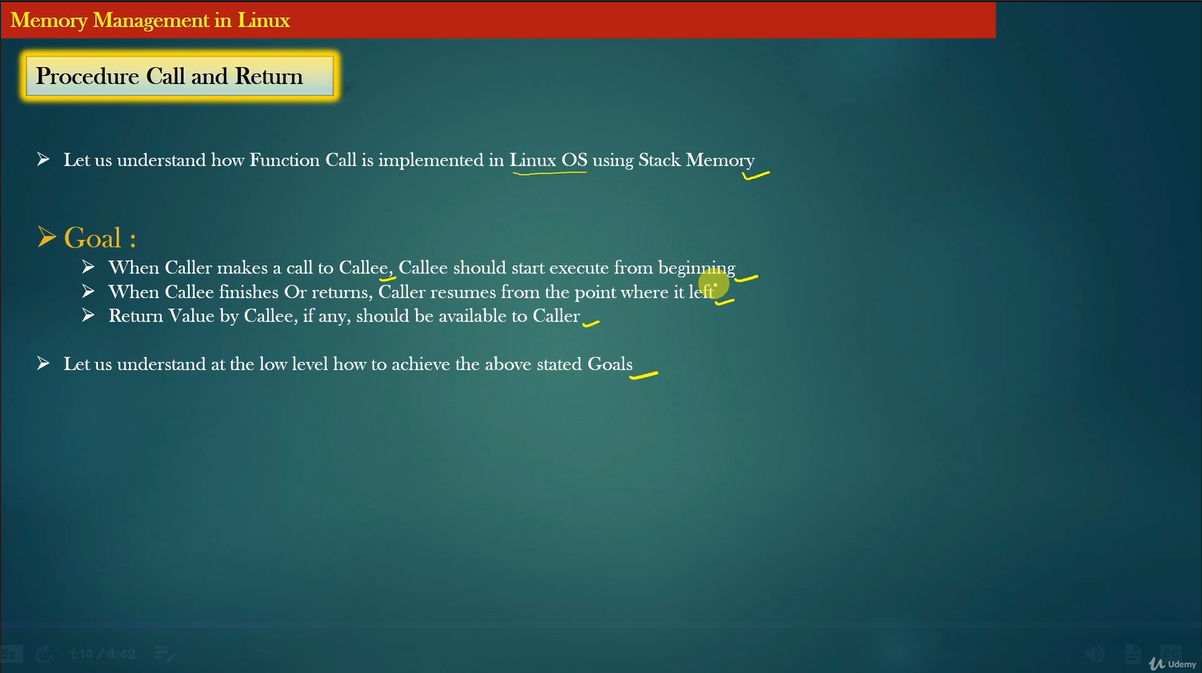 Memory Management in Linux
Procedure Call and Return
Let us understand how Function Call is implemented in Linux OS using Stack Memory
Goal :
When Caller makes a call to Callee, Callee should start execute from beginning
When Callee finishes Or returns, Caller resumes from the point where it left
Return Value by Callee, if any, should be available to Caller
Let us understand at the low level how to achieve the above stated Goals
1:14 / 4:42
Udemy